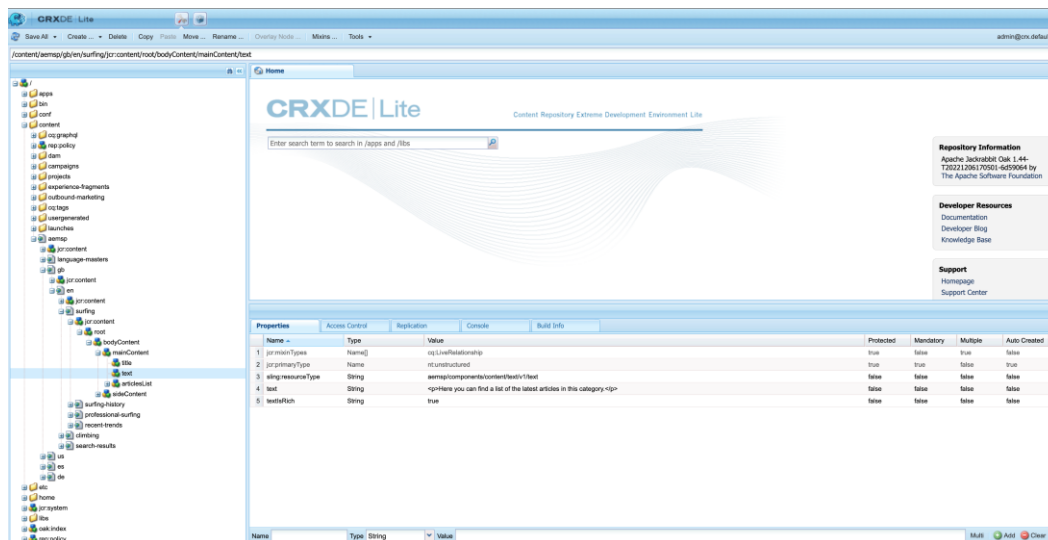 CRXDE Lite
Save All Create ... Delete Copy Paste Move ... Rename ... Overlay Node ... Mixins ... Tools
admin@crx.defaul
/content/aemsp/gb/en/surfing/jcr:content/root/bodyContent/mainContent/text
/
apps
bin
conf
content
cq:graphql
rep:policy
dam
campaigns
projects
experience-fragments
outbound-marketing
cq:tags
usergenerated
launches
aemsp
jcr:content
language-masters
gb
jcr:content
en
jcr:content
surfing
jcr:content
root
bodyContent
mainContent
title
text
articlesList
sideContent
surfing-history
professional-surfing
recent-trends
climbing
search-results
us
es
de
etc
home
jcr:system
libs
oak:index
rep:policy
Home
CRXDE | Lite
Content Repository Extreme Development Environment Lite
Enter search term to search in /apps and /libs
Repository Information
Apache Jackrabbit Oak 1.44-
T20221206170501-6d59064 by
The Apache Software Foundation
Developer Resources
Documentation
Developer Blog
Knowledge Base
Support
Homepage
Support Center
Properties Access Control Replication Console Build Info
Name Type Value Protected Mandatory Multiple Auto Created
1 jcr:mixinTypes Name[] cq:LiveRelationship true false true false
2 jcr:primaryType Name nt:unstructured true true false true
3 sling:resourceType String aemsp/components/content/text/v1/text false false false false
4 text String <p>Here you can find a list of the latest articles in this category.</p> false false false false
5 textIsRich String true false false false false
Name Type String Value Multi Add Clear